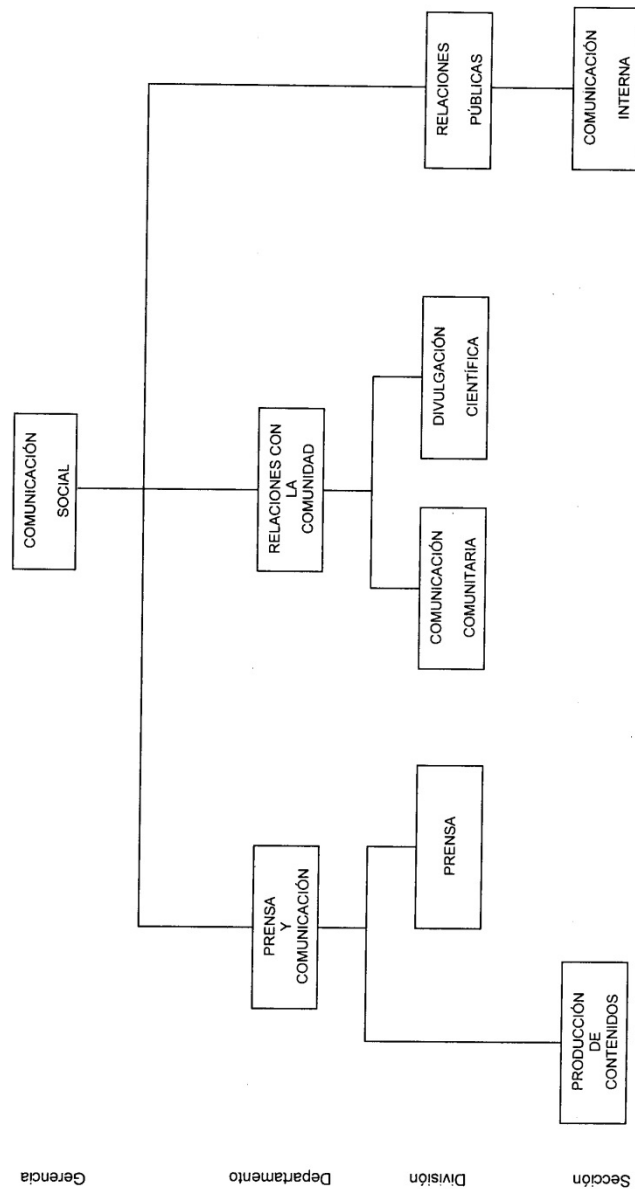 COMUNICACIÓN
SOCIAL
PRENSA
Y
COMUNICACIÓN
RELACIONES CON
LA
COMUNIDAD
PRENSA
COMUNICACIÓN
COMUNITARIA
DIVULGACIÓN
CIENTÍFICA
RELACIONES
PÚBLICAS
PRODUCCIÓN
DE
CONTENIDOS
COMUNICACIÓN
INTERNA
Gerencia
Departamento
División
Sección